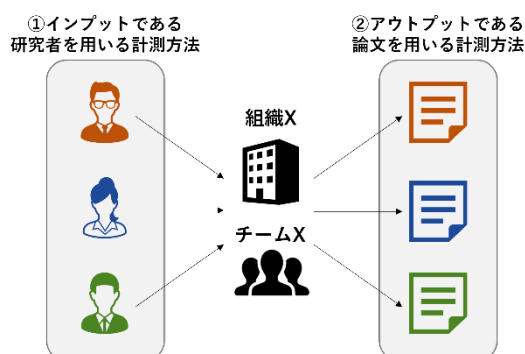 ①インプットである
研究者を用いる計測方法
②アウトプットである
論文を用いる計測方法
組織X
チームX